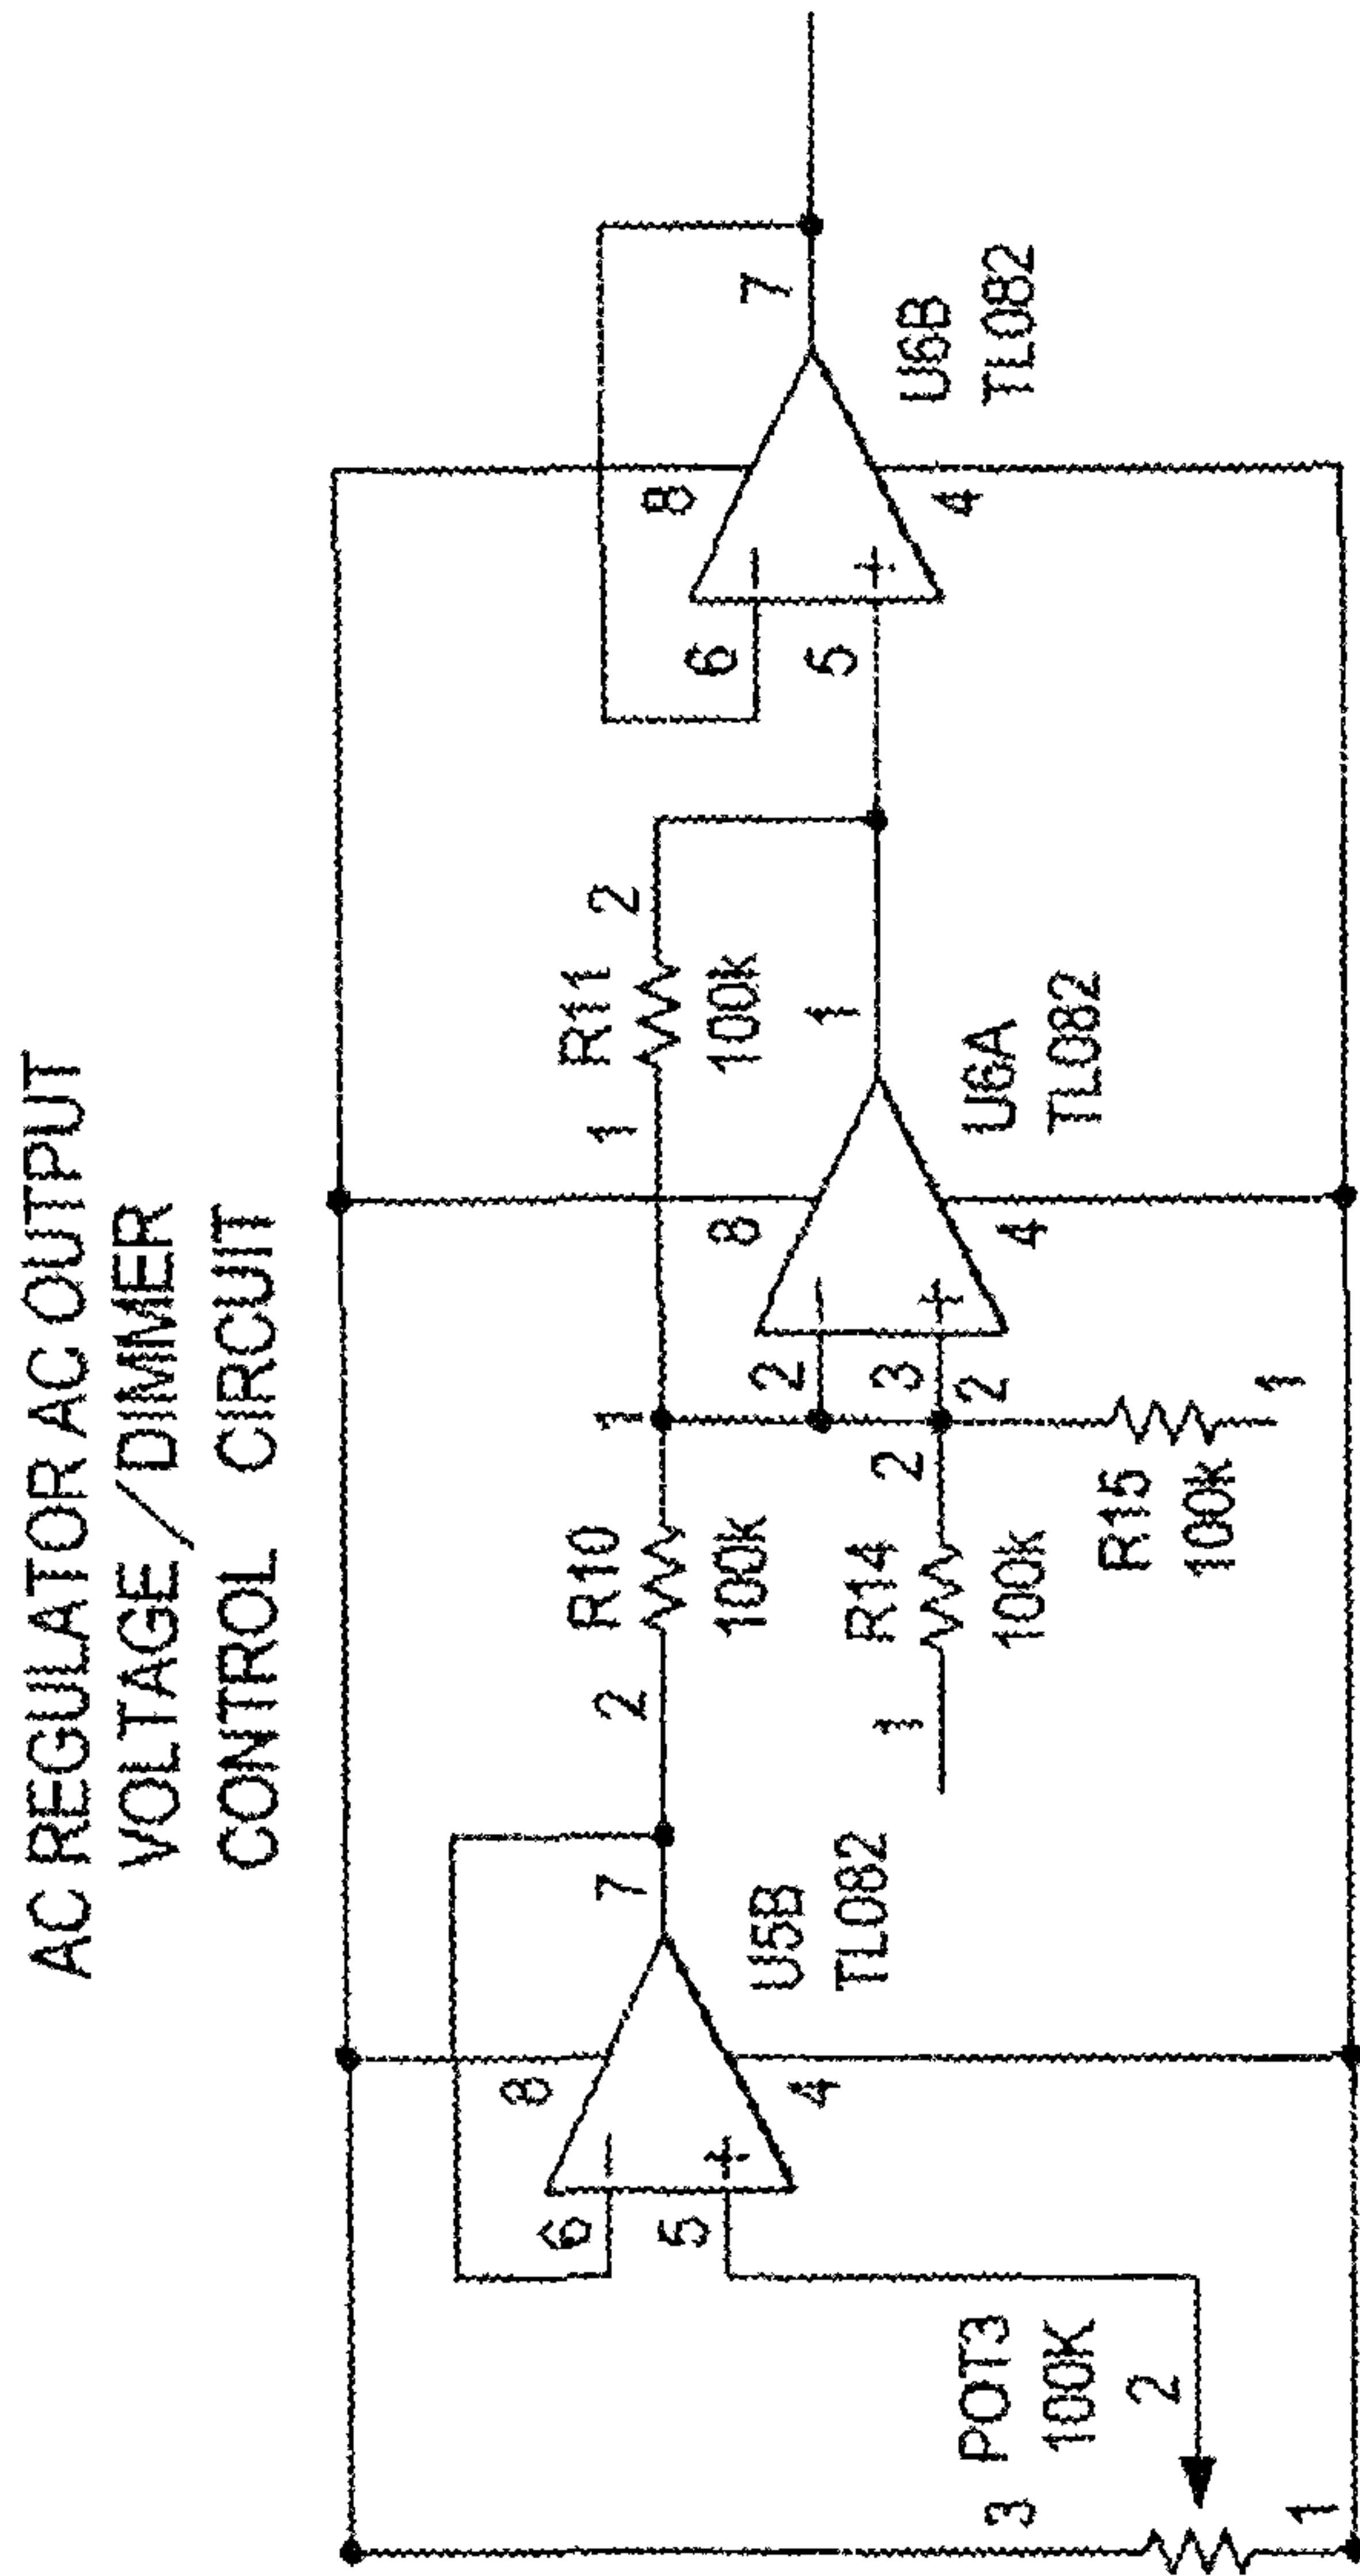 AC REGULATOR AC OUTPUT
VOLTAGE/DIMMER
CONTROL CIRCUIT
8
7
6
5
4
U5B
TL082
3
POT3
100K
2
1
2
R10
100k
1
1
R14
100k
2
2
R15
100k
1
1
R11
100k
2
8
2
3
1
4
U6A
TL082
8
7
6
5
4
U6B
TL082